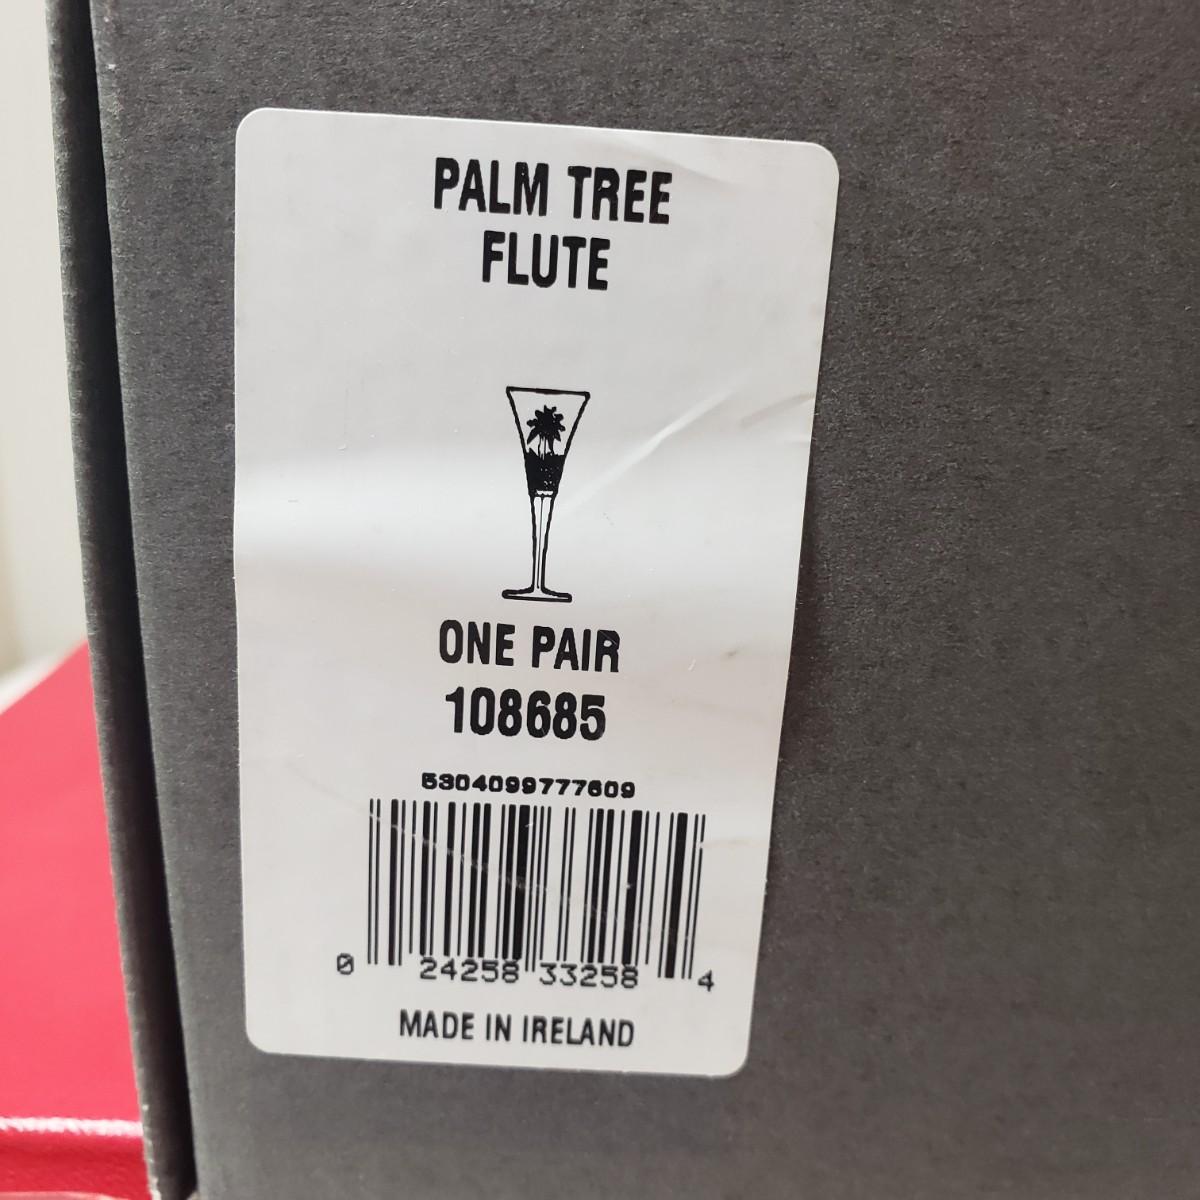 PALM TREE
FLUTE
ONE PAIR
108685
5304099777609
0 24258 33258 4
MADE IN IRELAND